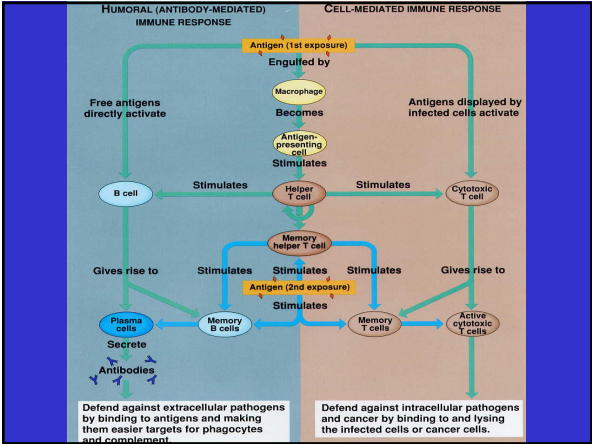 HUMORAL (ANTIBODY-MEDIATED)
IMMUNE RESPONSE
CELL-MEDIATED IMMUNE RESPONSE
Antigen (1st exposure)
Engulfed by
Macrophage
Free antigens
directly activate
Antigens displayed by
infected cells activate
Becomes
Antigen-
presenting
cell
Stimulates
B cell
Stimulates
Helper
T cell
Stimulates
Cytotoxic
T cell
Memory
helper T cell
Gives rise to
Stimulates
Stimulates
Stimulates
Gives rise to
Antigen (2nd exposure)
Stimulates
Plasma
cells
Memory
B cells
Memory
T cells
Active
cytotoxic
T cells
Secrete
Antibodies
Defend against extracellular pathogens
by binding to antigens and making
them easier targets for phagocytes
and complement.
Defend against intracellular pathogens
and cancer by binding to and lysing
the infected cells or cancer cells.